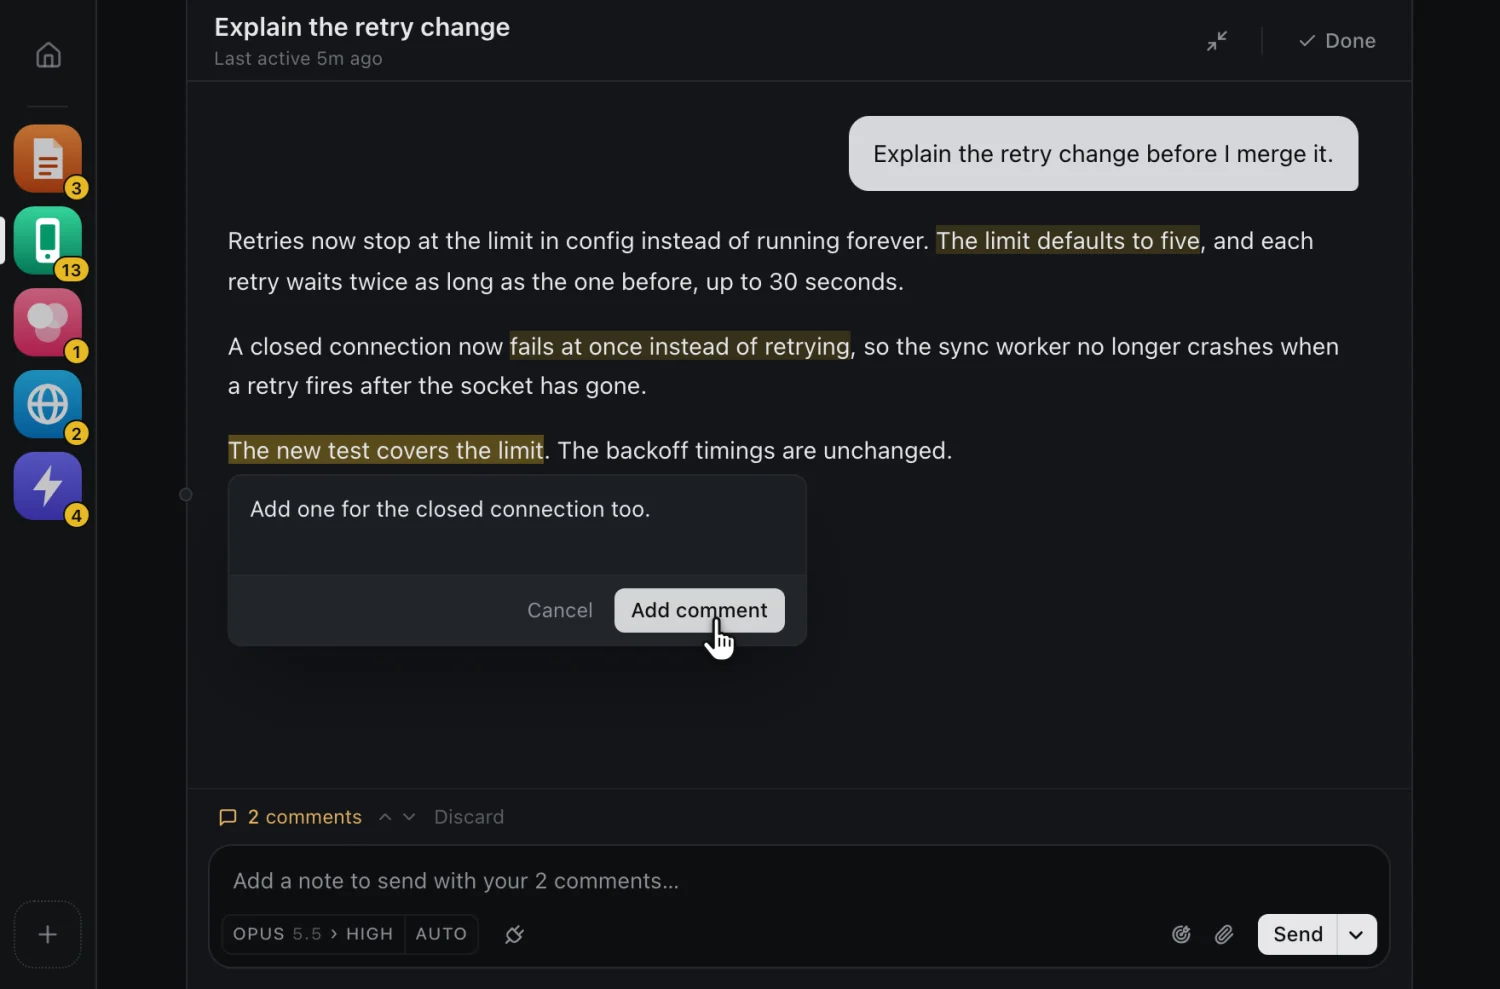 Explain the retry change
Last active 5m ago
Done
3
13
1
2
4
Explain the retry change before I merge it.
Retries now stop at the limit in config instead of running forever. The limit defaults to five, and each
retry waits twice as long as the one before, up to 30 seconds.
A closed connection now fails at once instead of retrying, so the sync worker no longer crashes when
a retry fires after the socket has gone.
The new test covers the limit. The backoff timings are unchanged.
Add one for the closed connection too.
Cancel
Add comment
2 comments
Discard
Add a note to send with your 2 comments...
OPUS 5.5 › HIGH
AUTO
Send